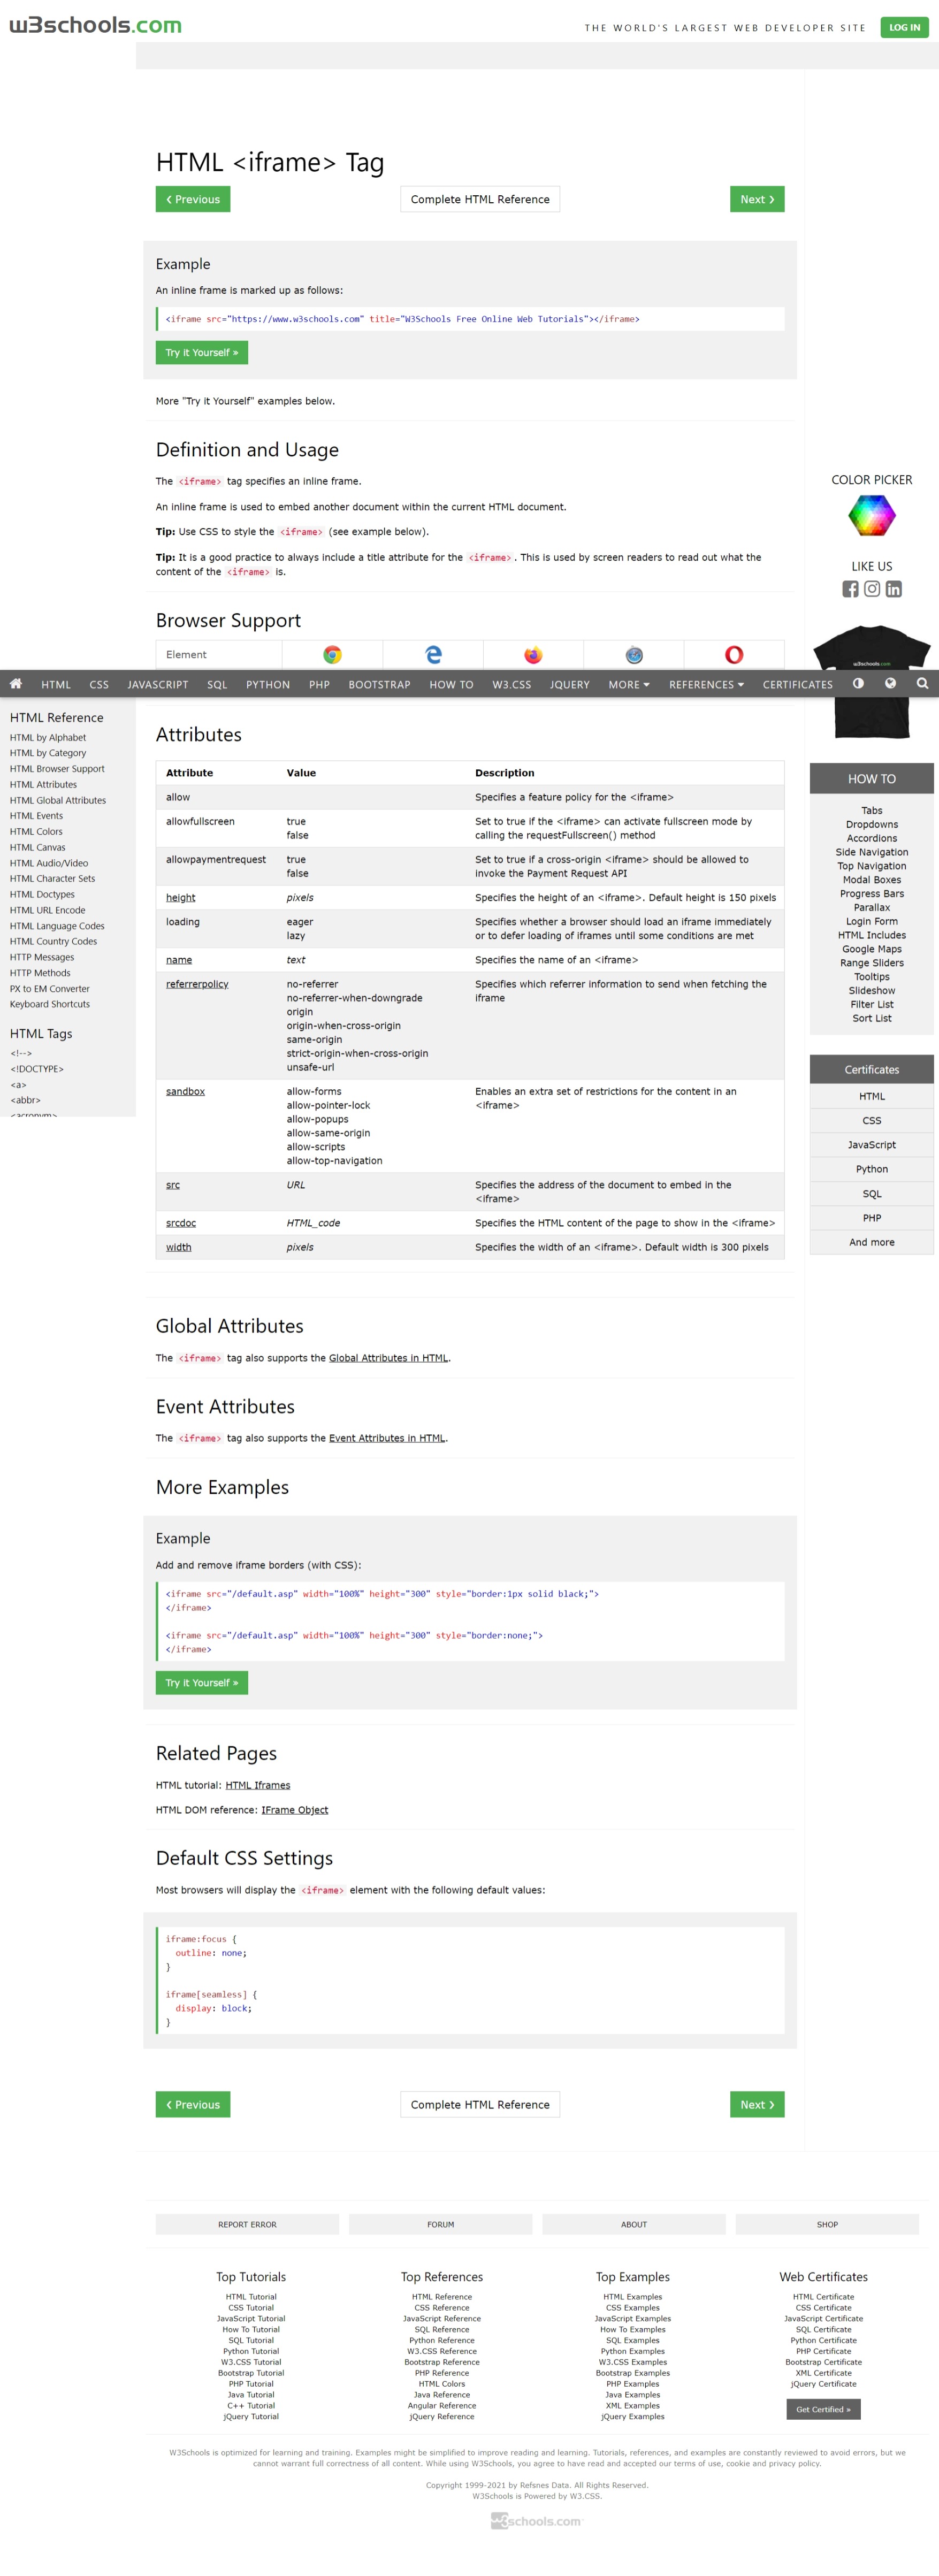 w3schools.com
THE WORLD'S LARGEST WEB DEVELOPER SITE
LOG IN
HTML <iframe> Tag
❮ Previous
Complete HTML Reference
Next ❯
Example
An inline frame is marked up as follows:
<iframe src="https://www.w3schools.com" title="W3Schools Free Online Web Tutorials"></iframe>
Try it Yourself »
More "Try it Yourself" examples below.
Definition and Usage
The <iframe> tag specifies an inline frame.
An inline frame is used to embed another document within the current HTML document.
Tip: Use CSS to style the <iframe> (see example below).
Tip: It is a good practice to always include a title attribute for the <iframe>. This is used by screen readers to read out what the
content of the <iframe> is.
COLOR PICKER
LIKE US
w3schools.com
Browser Support
Element
HTML CSS JAVASCRIPT SQL PYTHON PHP BOOTSTRAP HOW TO W3.CSS JQUERY MORE REFERENCES CERTIFICATES
HTML Reference
HTML by Alphabet
HTML by Category
HTML Browser Support
HTML Attributes
HTML Global Attributes
HTML Events
HTML Colors
HTML Canvas
HTML Audio/Video
HTML Character Sets
HTML Doctypes
HTML URL Encode
HTML Language Codes
HTML Country Codes
HTTP Messages
HTTP Methods
PX to EM Converter
Keyboard Shortcuts
HTML Tags
<!-->
<!DOCTYPE>
<a>
<abbr>
<acronym>
Attributes
Attribute Value Description
allow Specifies a feature policy for the <iframe>
allowfullscreen true Set to true if the <iframe> can activate fullscreen mode by
false calling the requestFullscreen() method
allowpaymentrequest true Set to true if a cross-origin <iframe> should be allowed to
false invoke the Payment Request API
height pixels Specifies the height of an <iframe>. Default height is 150 pixels
loading eager Specifies whether a browser should load an iframe immediately
lazy or to defer loading of iframes until some conditions are met
name text Specifies the name of an <iframe>
referrerpolicy no-referrer Specifies which referrer information to send when fetching the
no-referrer-when-downgrade iframe
origin
origin-when-cross-origin
same-origin
strict-origin-when-cross-origin
unsafe-url
sandbox allow-forms Enables an extra set of restrictions for the content in an
allow-pointer-lock <iframe>
allow-popups
allow-same-origin
allow-scripts
allow-top-navigation
src URL Specifies the address of the document to embed in the
<iframe>
srcdoc HTML_code Specifies the HTML content of the page to show in the <iframe>
width pixels Specifies the width of an <iframe>. Default width is 300 pixels
HOW TO
Tabs
Dropdowns
Accordions
Side Navigation
Top Navigation
Modal Boxes
Progress Bars
Parallax
Login Form
HTML Includes
Google Maps
Range Sliders
Tooltips
Slideshow
Filter List
Sort List
Certificates
HTML
CSS
JavaScript
Python
SQL
PHP
And more
Global Attributes
The <iframe> tag also supports the Global Attributes in HTML.
Event Attributes
The <iframe> tag also supports the Event Attributes in HTML.
More Examples
Example
Add and remove iframe borders (with CSS):
<iframe src="/default.asp" width="100%" height="300" style="border:1px solid black;">
</iframe>
<iframe src="/default.asp" width="100%" height="300" style="border:none;">
</iframe>
Try it Yourself »
Related Pages
HTML tutorial: HTML Iframes
HTML DOM reference: IFrame Object
Default CSS Settings
Most browsers will display the <iframe> element with the following default values:
iframe:focus {
outline: none;
}
iframe[seamless] {
display: block;
}
❮ Previous
Complete HTML Reference
Next ❯
REPORT ERROR
FORUM
ABOUT
SHOP
Top Tutorials
HTML Tutorial
CSS Tutorial
JavaScript Tutorial
How To Tutorial
SQL Tutorial
Python Tutorial
W3.CSS Tutorial
Bootstrap Tutorial
PHP Tutorial
Java Tutorial
C++ Tutorial
jQuery Tutorial
Top References
HTML Reference
CSS Reference
JavaScript Reference
SQL Reference
Python Reference
W3.CSS Reference
Bootstrap Reference
PHP Reference
HTML Colors
Java Reference
Angular Reference
jQuery Reference
Top Examples
HTML Examples
CSS Examples
JavaScript Examples
How To Examples
SQL Examples
Python Examples
W3.CSS Examples
Bootstrap Examples
PHP Examples
Java Examples
XML Examples
jQuery Examples
Web Certificates
HTML Certificate
CSS Certificate
JavaScript Certificate
SQL Certificate
Python Certificate
PHP Certificate
Bootstrap Certificate
XML Certificate
jQuery Certificate
Get Certified »
W3Schools is optimized for learning and training. Examples might be simplified to improve reading and learning. Tutorials, references, and examples are constantly reviewed to avoid errors, but we
cannot warrant full correctness of all content. While using W3Schools, you agree to have read and accepted our terms of use, cookie and privacy policy.
Copyright 1999-2021 by Refsnes Data. All Rights Reserved.
W3Schools is Powered by W3.CSS.
w3schools.com